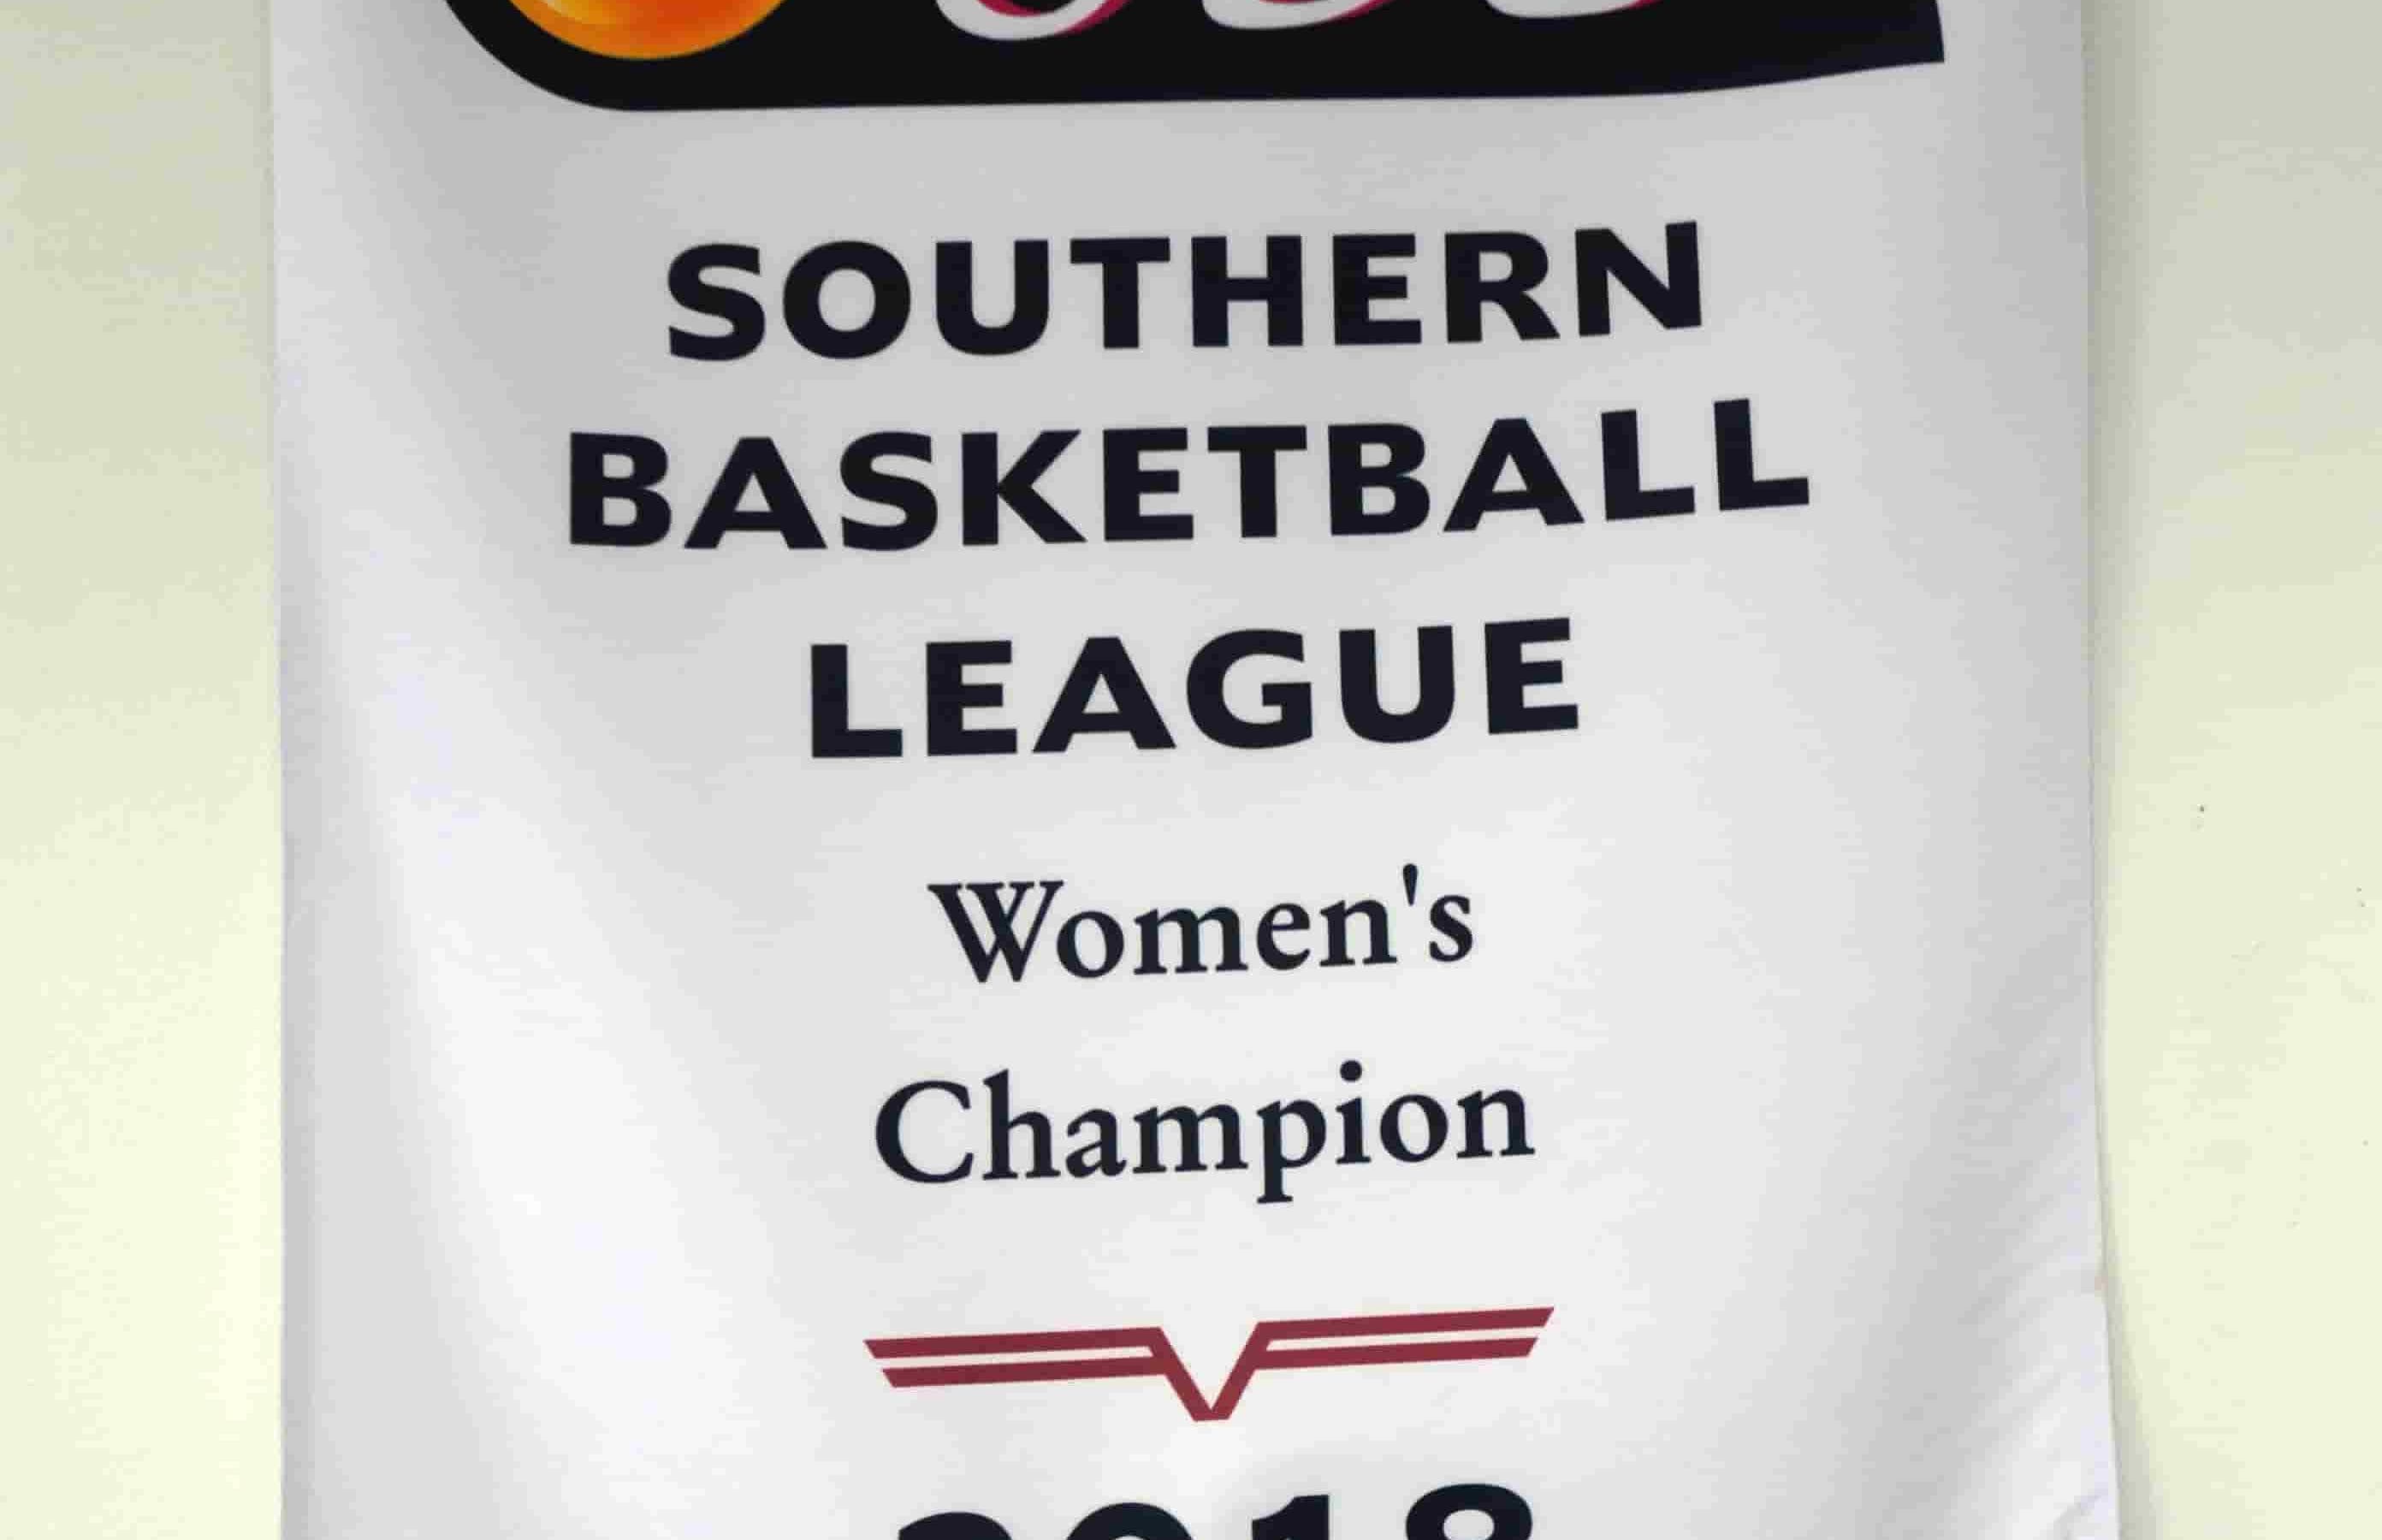 SOUTHERN
BASKETBALL
LEAGUE
Women's
Champion